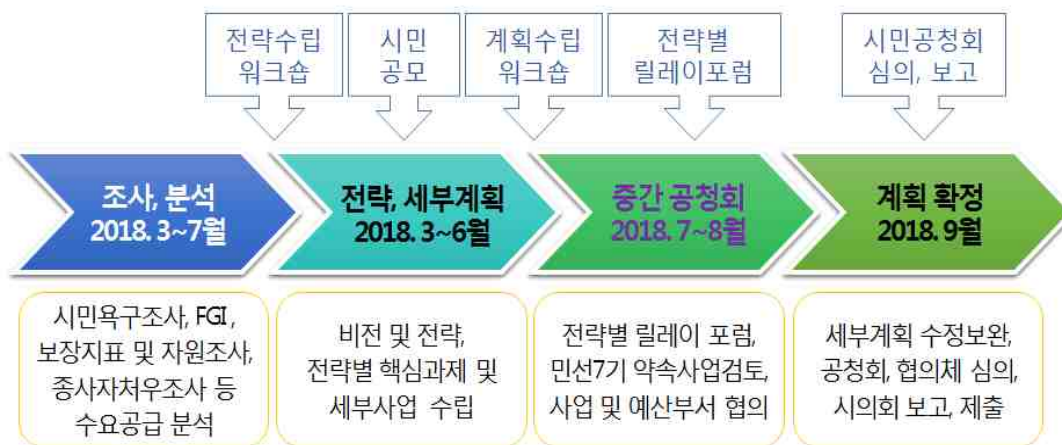 전략수립
워크숍
시민
공모
계획수립
워크숍
전략별
릴레이포럼
시민공청회
심의, 보고
조사, 분석
2018. 3~7월
전략, 세부계획
2018. 3~6월
중간 공청회
2018. 7~8월
계획 확정
2018. 9월
시민욕구조사, FGI ,
보장지표 및 자원조사,
종사자처우조사 등
수요공급 분석
비전 및 전략,
전략별 핵심과제 및
세부사업 수립
전략별 릴레이 포럼,
민선7기 약속사업검토,
사업 및 예산부서 협의
세부계획 수정보완,
공청회, 협의체 심의,
시의회 보고, 제출